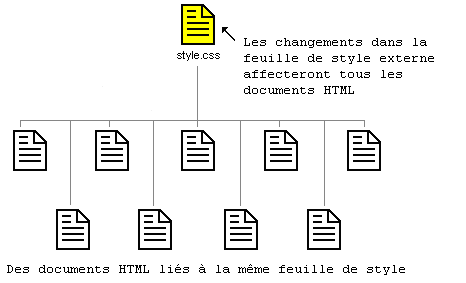 style.css
Les changements dans la
feuille de style externe
affecteront tous les
documents HTML
Des documents HTML liés à la même feuille de style